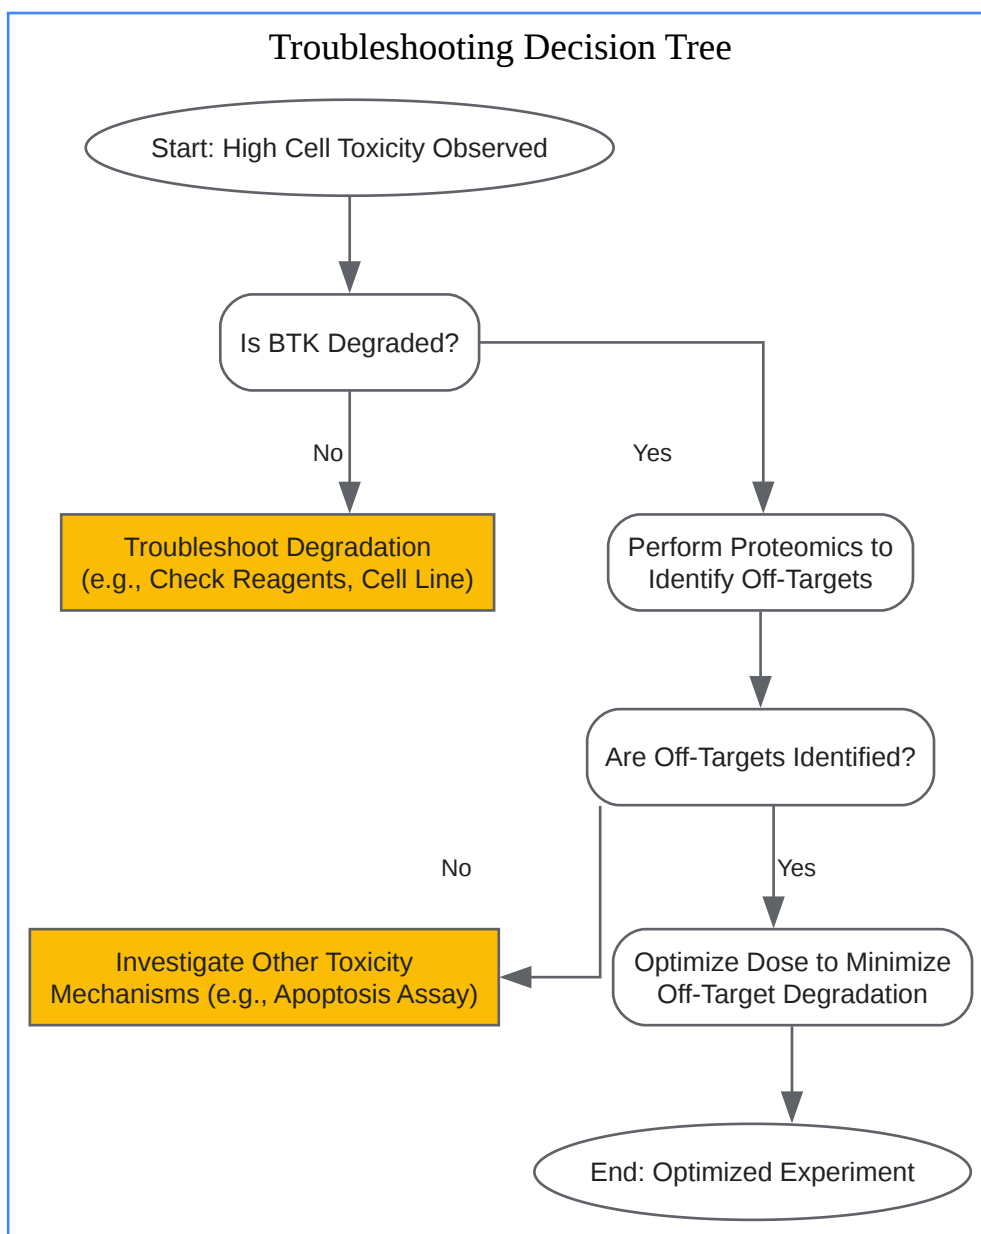 Troubleshooting Decision Tree
Start: High Cell Toxicity Observed
Is BTK Degraded?
No
Yes
Troubleshoot Degradation
(e.g., Check Reagents, Cell Line)
Perform Proteomics to
Identify Off-Targets
Are Off-Targets Identified?
No
Yes
Investigate Other Toxicity
Mechanisms (e.g., Apoptosis Assay)
Optimize Dose to Minimize
Off-Target Degradation
End: Optimized Experiment